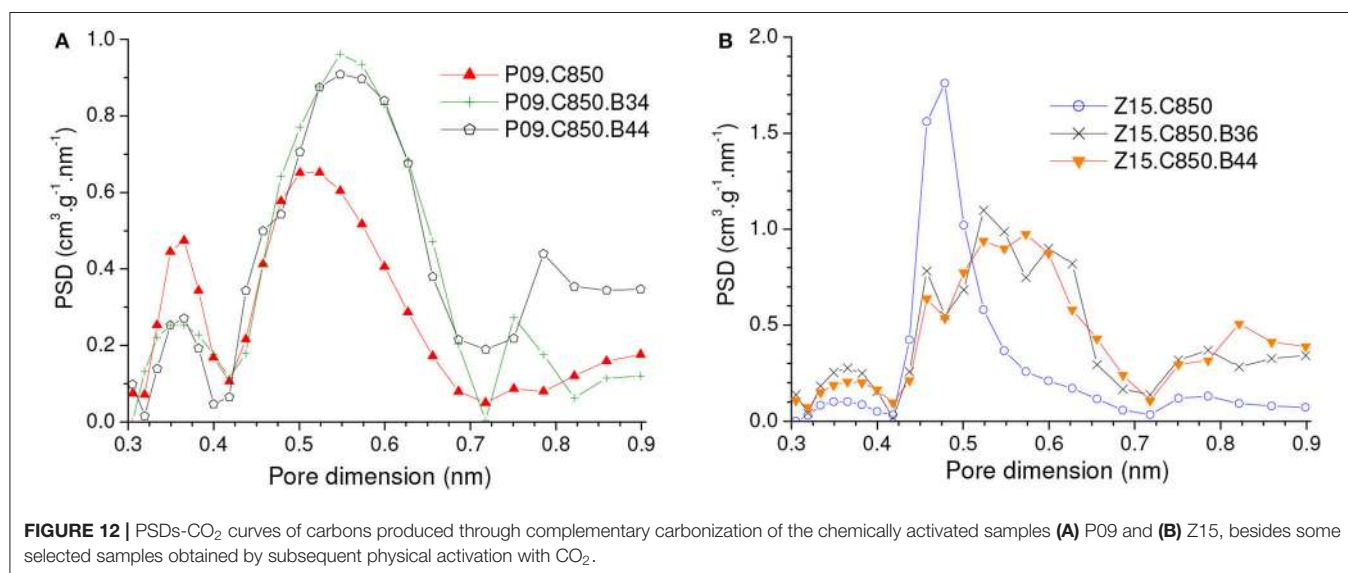 A
1.0
0.8
0.6
0.4
0.2
0.0
PSD (cm³.g⁻¹.nm⁻¹)
0.3 0.4 0.5 0.6 0.7 0.8 0.9
Pore dimension (nm)
P09.C850
P09.C850.B34
P09.C850.B44
B
2.0
1.5
1.0
0.5
0.0
PSD (cm³.g⁻¹.nm⁻¹)
0.3 0.4 0.5 0.6 0.7 0.8 0.9
Pore dimension (nm)
Z15.C850
Z15.C850.B36
Z15.C850.B44
FIGURE 12 | PSDs-CO₂ curves of carbons produced through complementary carbonization of the chemically activated samples (A) P09 and (B) Z15, besides some
selected samples obtained by subsequent physical activation with CO₂.